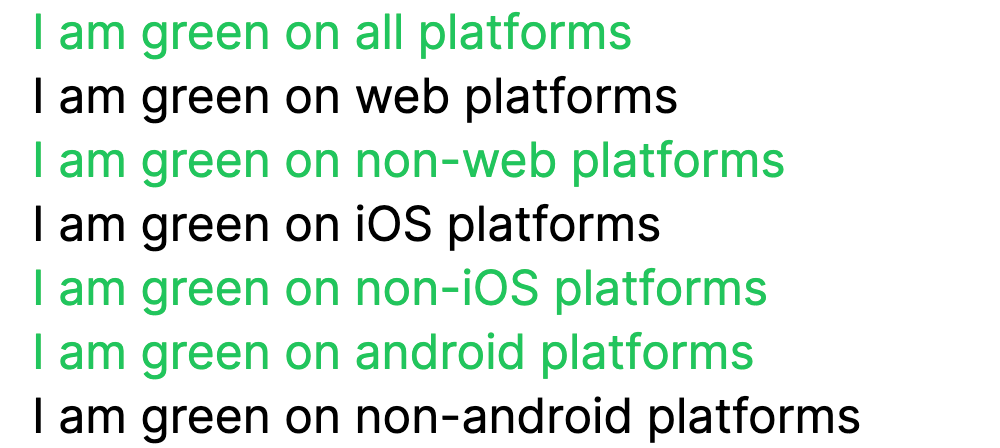 I am green on all platforms
I am green on web platforms
I am green on non-web platforms
I am green on iOS platforms
I am green on non-iOS platforms
I am green on android platforms
I am green on non-android platforms